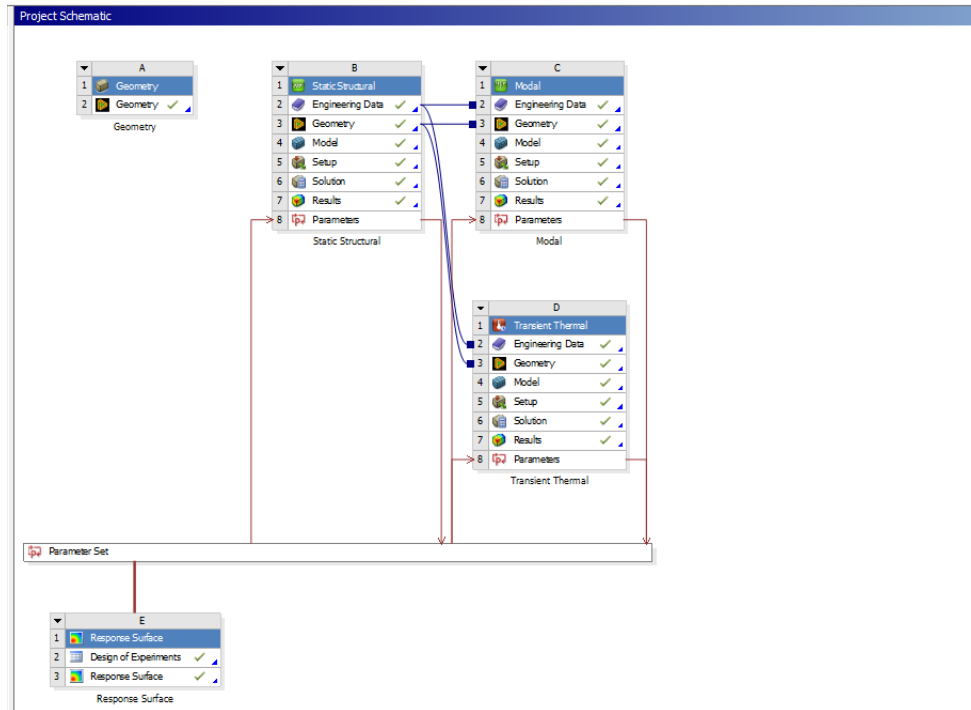 Project Schematic
A
1 Geometry
2 Geometry
Geometry
B
1 Static Structural
2 Engineering Data
3 Geometry
4 Model
5 Setup
6 Solution
7 Results
8 Parameters
Static Structural
C
1 Modal
2 Engineering Data
3 Geometry
4 Model
5 Setup
6 Solution
7 Results
8 Parameters
Modal
D
1 Transient Thermal
2 Engineering Data
3 Geometry
4 Model
5 Setup
6 Solution
7 Results
8 Parameters
Transient Thermal
Parameter Set
E
1 Response Surface
2 Design of Experiments
3 Response Surface
Response Surface